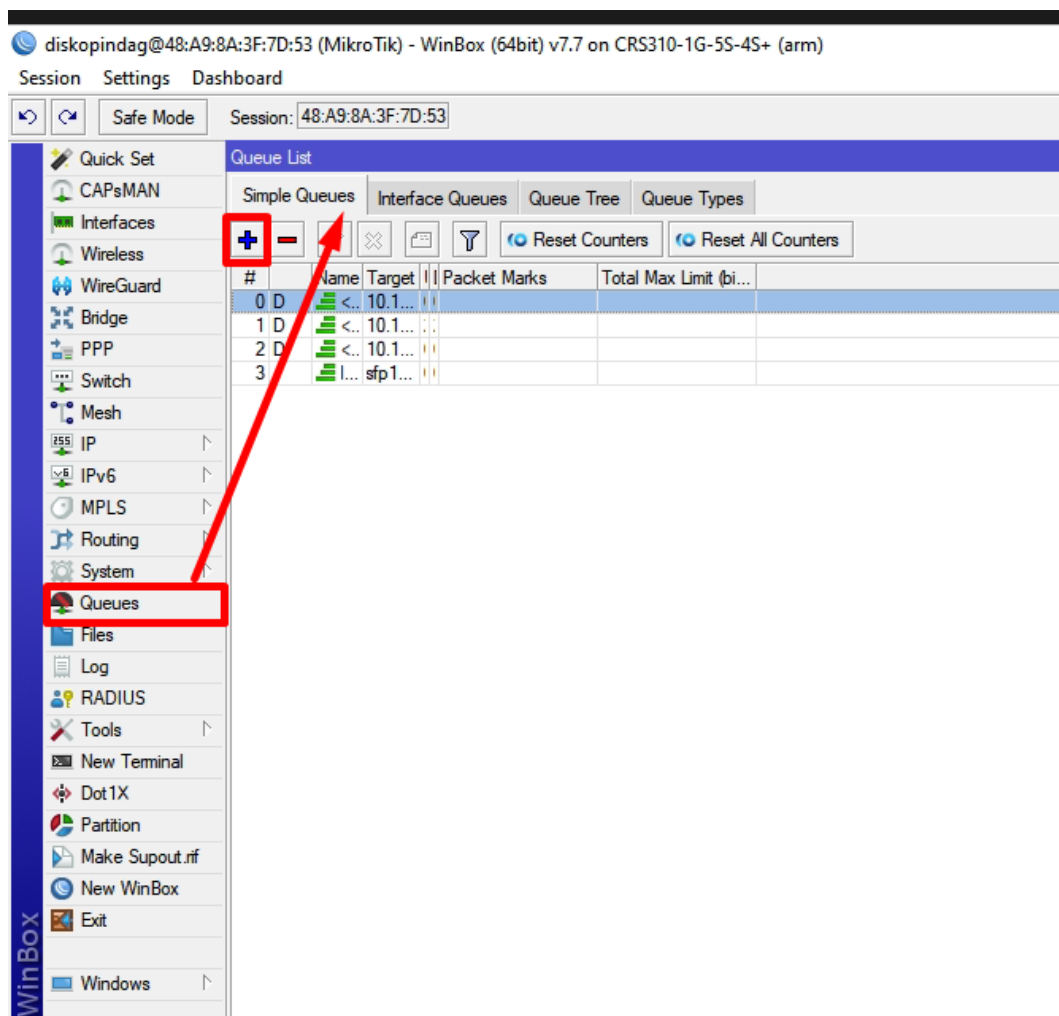 diskopindag@48:A9:8A:3F:7D:53 (MikroTik) - WinBox (64bit) v7.7 on CRS310-1G-5S-4S+ (arm)
Session Settings Dashboard
Safe Mode Session: 48:A9:8A:3F:7D:53
Quick Set
CAPsMAN
Interfaces
Wireless
WireGuard
Bridge
PPP
Switch
Mesh
IP
IPv6
MPLS
Routing
System
Queues
Files
Log
RADIUS
Tools
New Terminal
Dot1X
Partition
Make Supout.rif
New WinBox
Exit
Windows
WinBox
Queue List
Simple Queues Interface Queues Queue Tree Queue Types
Reset Counters Reset All Counters
# Name Target Packet Marks Total Max Limit (bi...
0 D <.. 10.1...
1 D <.. 10.1...
2 D <.. 10.1...
3 l... sfp1...